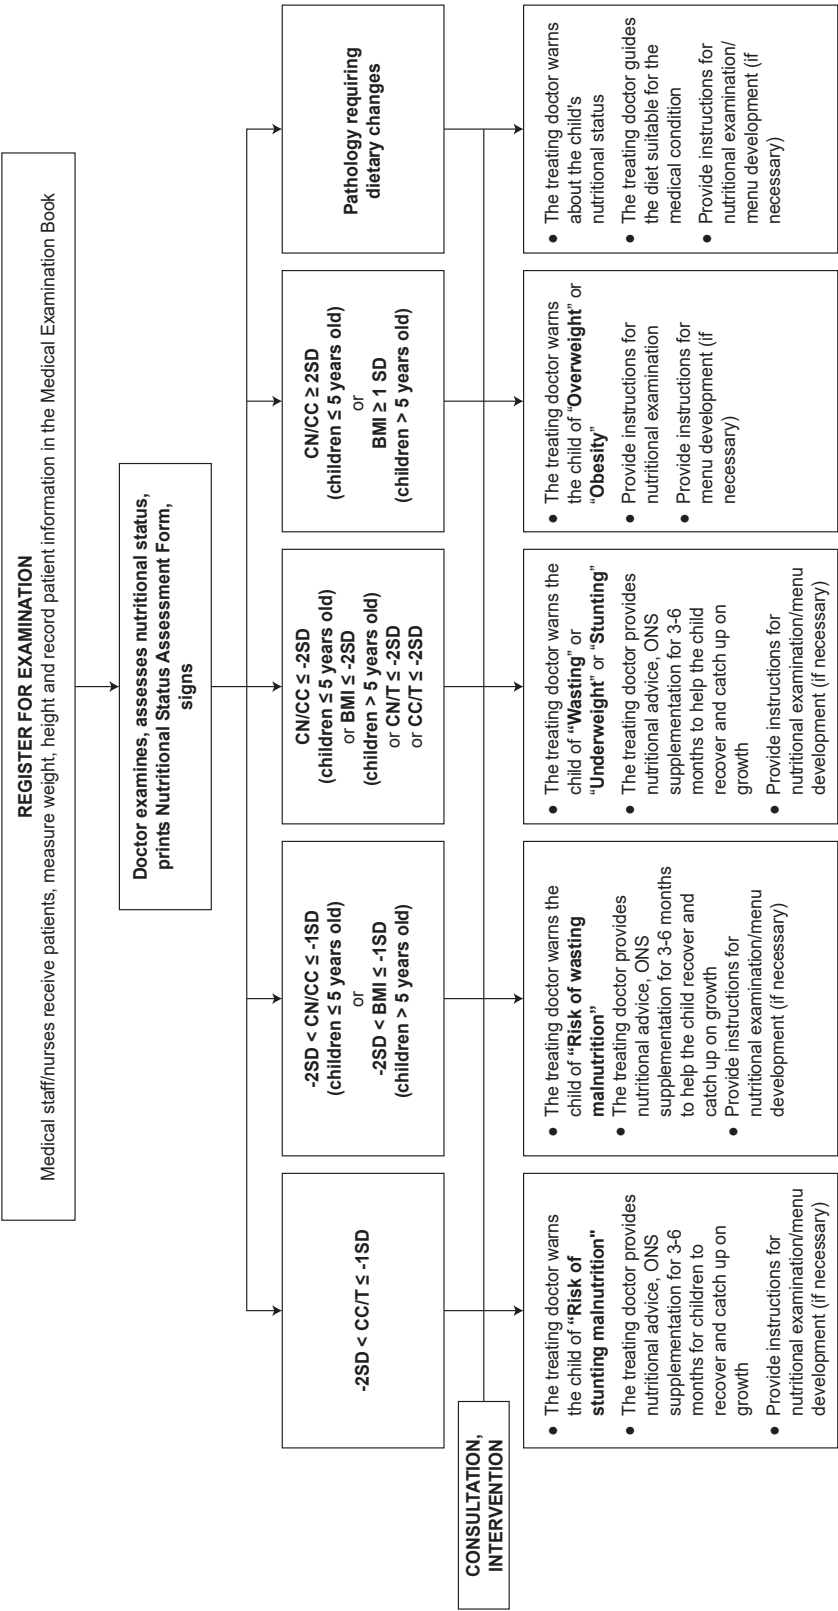 REGISTER FOR EXAMINATION
Medical staff/nurses receive patients, measure weight, height and record patient information in the Medical Examination Book
Doctor examines, assesses nutritional status,
prints Nutritional Status Assessment Form,
signs
-2SD < CC/T ≤ -1SD
-2SD < CN/CC ≤ -1SD
(children ≤ 5 years old)
or
-2SD < BMI ≤ -1SD
(children > 5 years old)
CN/CC ≤ -2SD
(children ≤ 5 years old)
or BMI ≤ -2SD
(children > 5 years old)
or CN/T ≤ -2SD
or CC/T ≤ -2SD
CN/CC ≥ 2SD
(children ≤ 5 years old)
or
BMI ≥ 1 SD
(children > 5 years old)
Pathology requiring
dietary changes
CONSULTATION,
INTERVENTION
● The treating doctor warns
the child of “Risk of
stunting malnutrition"
● The treating doctor provides
nutritional advice, ONS
supplementation for 3-6
months for children to
recover and catch up on
growth
● Provide instructions for
nutritional examination/menu
development (if necessary)
● The treating doctor warns the
child of “Risk of wasting
malnutrition”
● The treating doctor provides
nutritional advice, ONS
supplementation for 3-6 months
to help the child recover and
catch up on growth
● Provide instructions for
nutritional examination/menu
development (if necessary)
● The treating doctor warns the
child of “Wasting” or
“Underweight” or “Stunting”
● The treating doctor provides
nutritional advice, ONS
supplementation for 3-6
months to help the child
recover and catch up on
growth
● Provide instructions for
nutritional examination/menu
development (if necessary)
● The treating doctor warns
the child of “Overweight” or
“Obesity”
● Provide instructions for
nutritional examination
● Provide instructions for
menu development (if
necessary)
● The treating doctor warns
about the child's
nutritional status
● The treating doctor guides
the diet suitable for the
medical condition
● Provide instructions for
nutritional examination/
menu development (if
necessary)